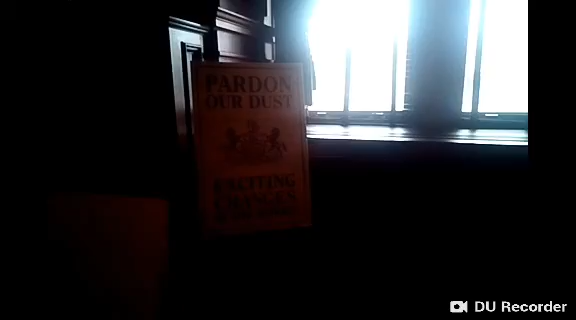 PARDON
OUR DUST
EXCITING
CHANGES
DU Recorder